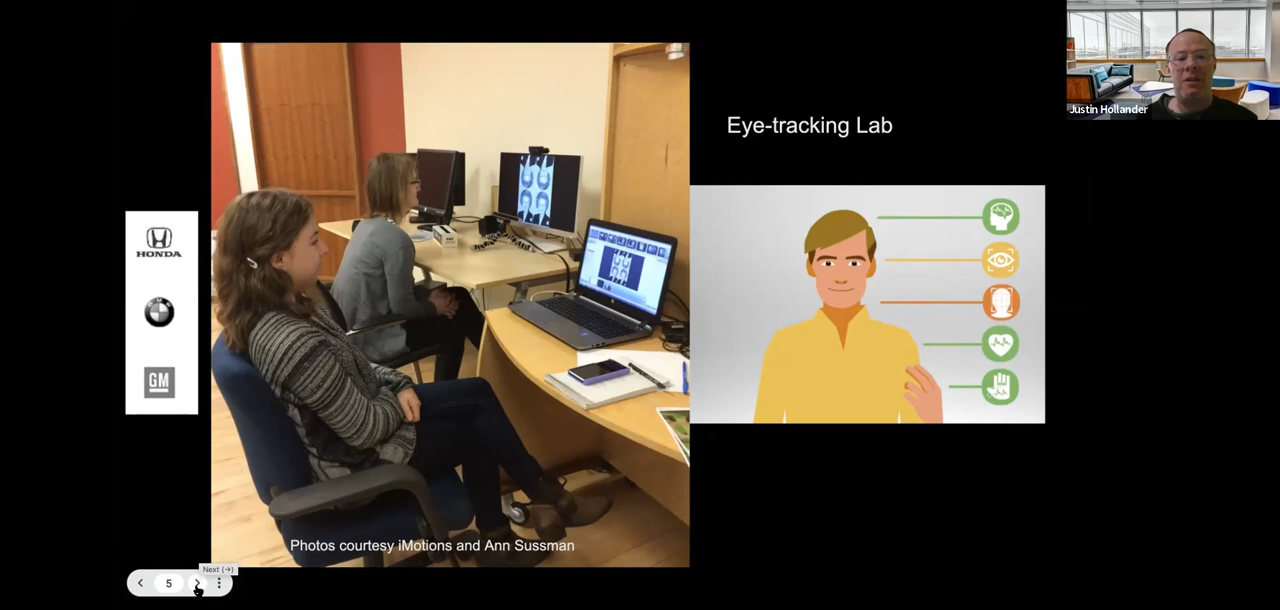 Justin Hollander
Eye-tracking Lab
HONDA
GM
Photos courtesy iMotions and Ann Sussman
Next (→)
5